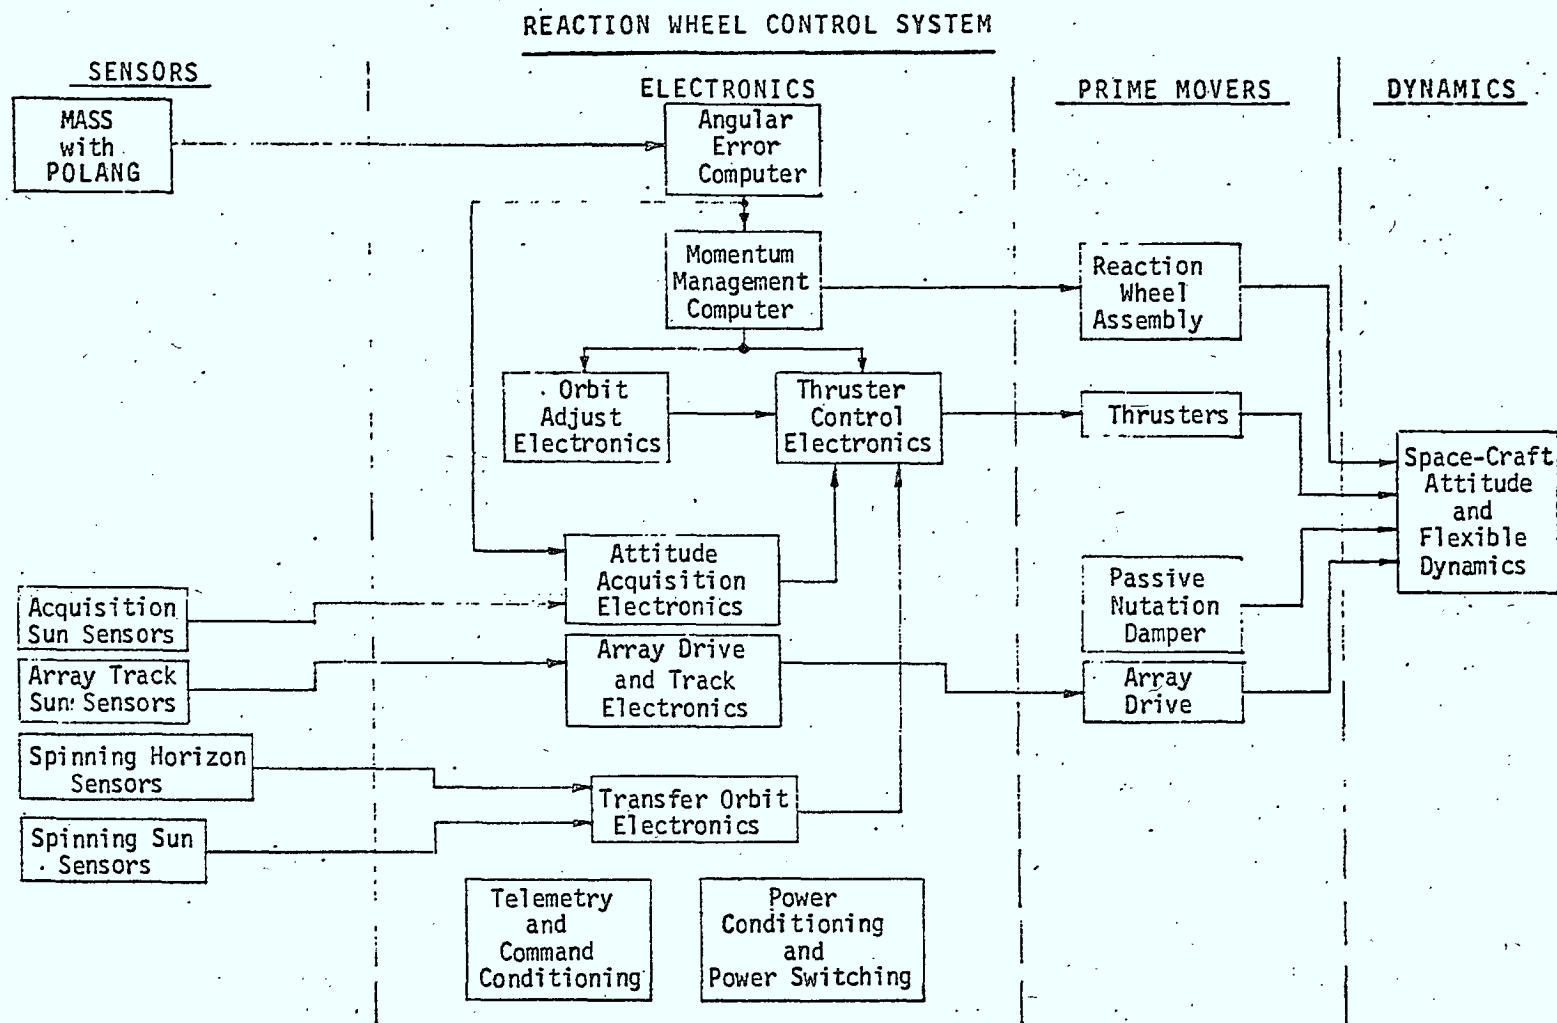 REACTION WHEEL CONTROL SYSTEM
SENSORS
ELECTRONICS
PRIME MOVERS
DYNAMICS
MASS
with
POLANG
Angular
Error
Computer
Momentum
Management
Computer
Reaction
Wheel
Assembly
Orbit
Adjust
Electronics
Thruster
Control
Electronics
Thrusters
Space-Craft
Attitude
and
Flexible
Dynamics
Attitude
Acquisition
Electronics
Passive
Nutation
Damper
Acquisition
Sun Sensors
Array Track
Sun Sensors
Array Drive
and Track
Electronics
Array
Drive
Spinning Horizon
Sensors
Transfer Orbit
Electronics
Spinning Sun
Sensors
Telemetry
and
Command
Conditioning
Power
Conditioning
and
Power Switching